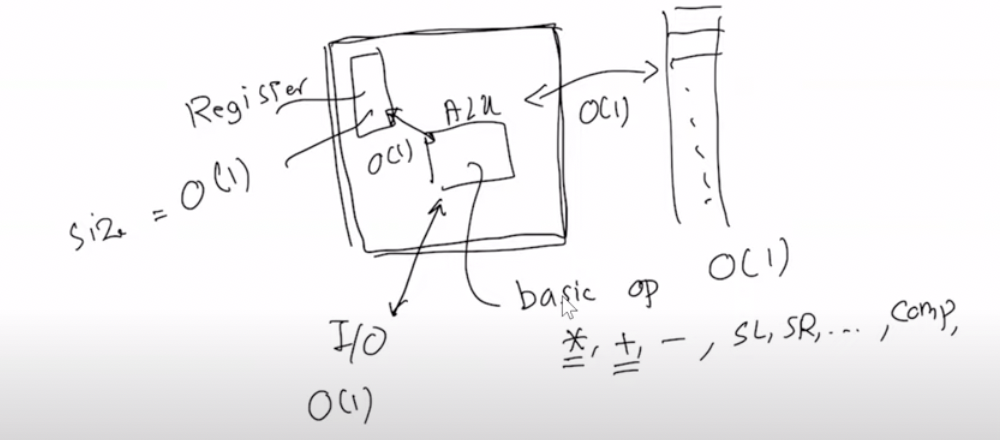 Register
size = O(1)
ALU
O(1)
O(1)
O(1)
I/O
O(1)
basic op
*, +, -, SL, SR, ..., comp,